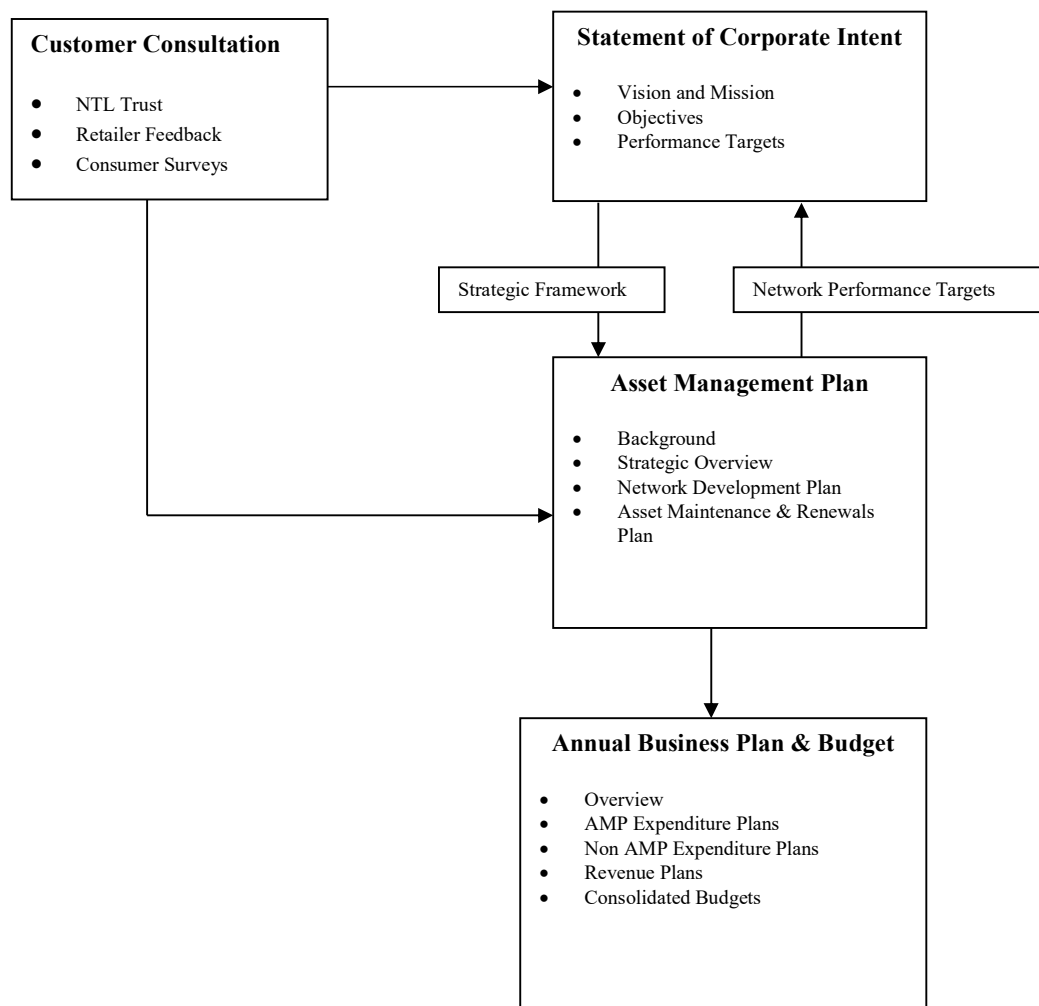 Customer Consultation
NTL Trust
Retailer Feedback
Consumer Surveys
Statement of Corporate Intent
Vision and Mission
Objectives
Performance Targets
Strategic Framework
Network Performance Targets
Asset Management Plan
Background
Strategic Overview
Network Development Plan
Asset Maintenance & Renewals
Plan
Annual Business Plan & Budget
Overview
AMP Expenditure Plans
Non AMP Expenditure Plans
Revenue Plans
Consolidated Budgets